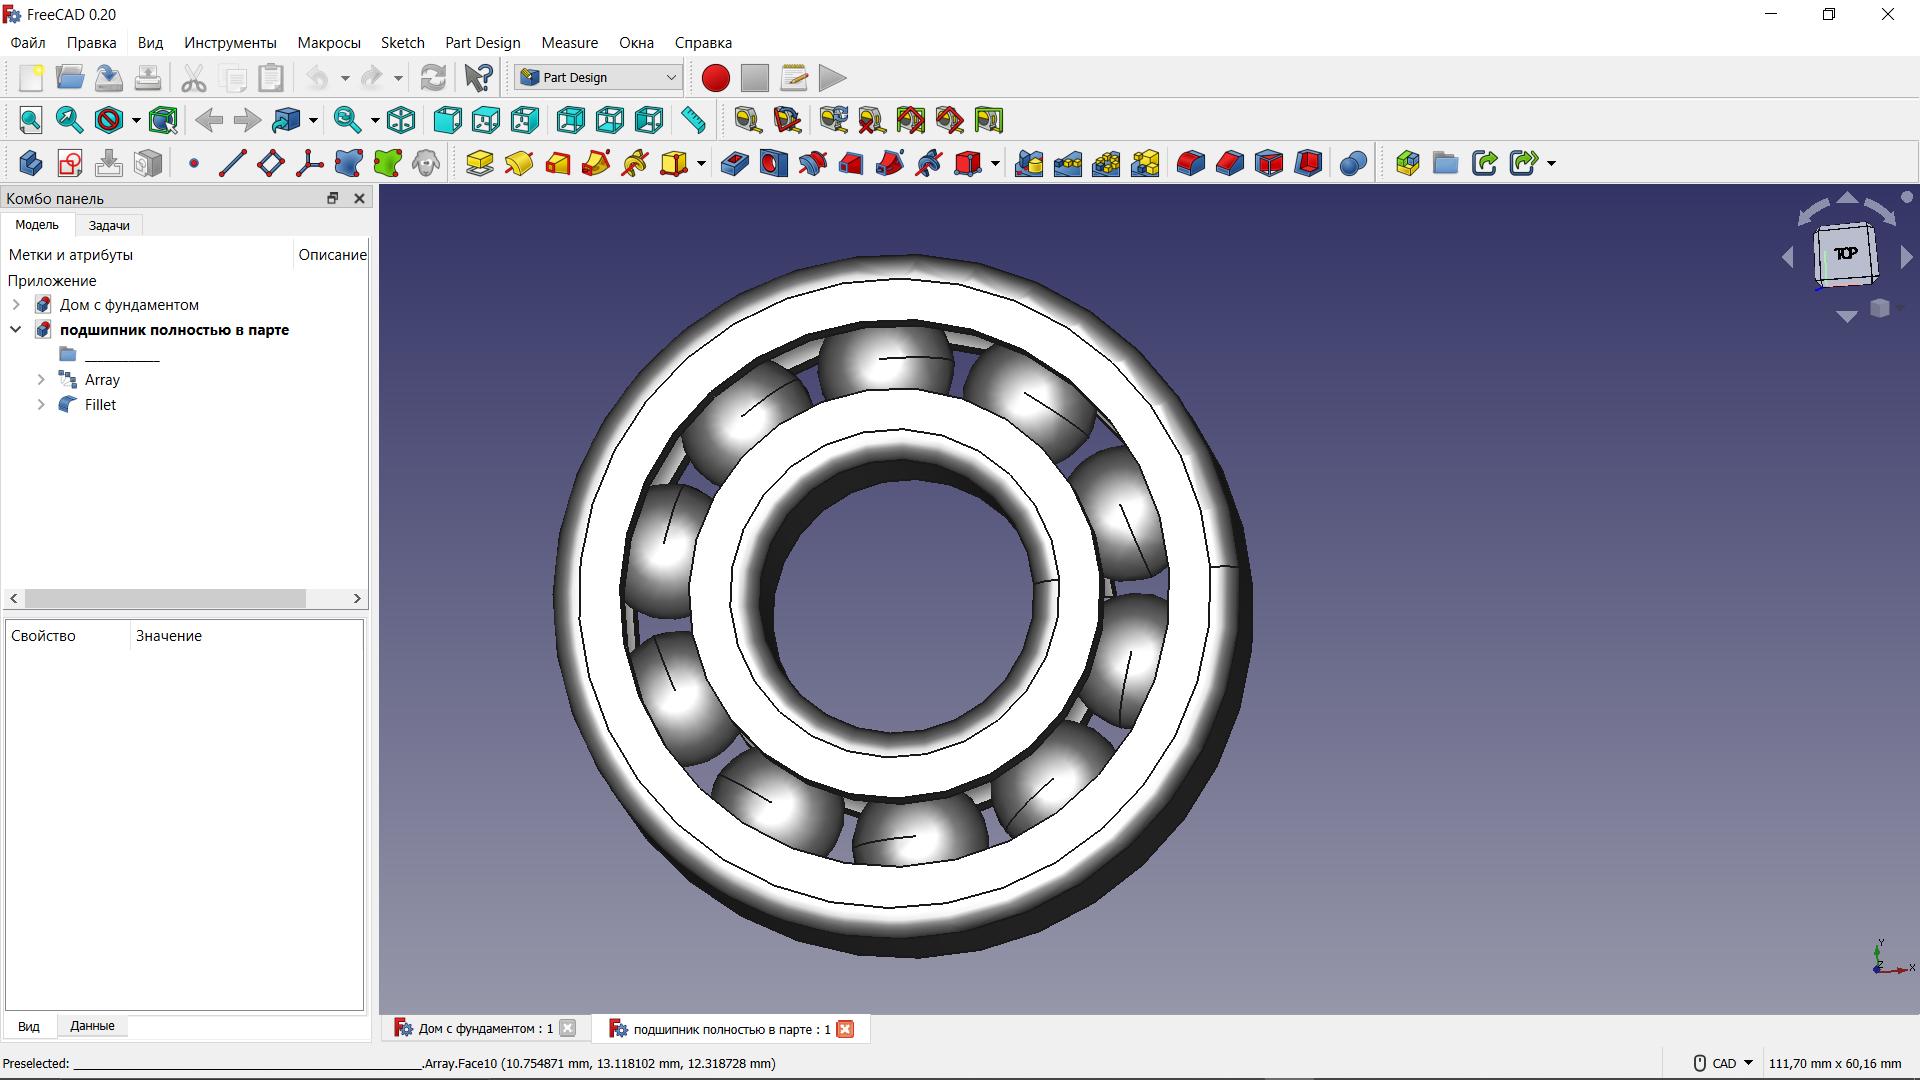 FreeCAD 0.20
Файл Правка Вид Инструменты Макросы Sketch Part Design Measure Окна Справка
Part Design
Комбо панель
Модель Задачи
Метки и атрибуты Описание
Приложение
Дом с фундаментом
подшипник полностью в парте
____________
Array
Fillet
TOP
Свойство Значение
Y
Z X
Вид Данные
Дом с фундаментом : 1 подшипник полностью в парте : 1
Preselected: ____________________________________________________.Array.Face10 (10.754871 mm, 13.118102 mm, 12.318728 mm) CAD 111,70 mm x 60,16 mm